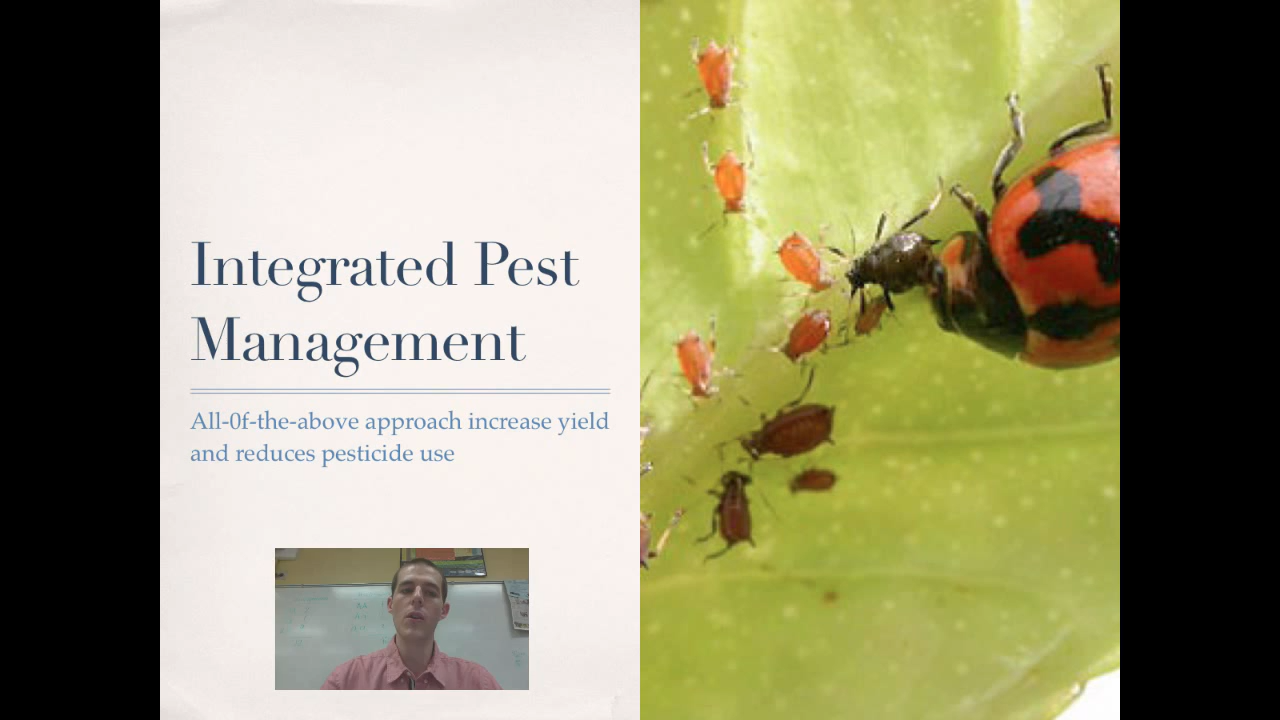 Integrated Pest
Management
All-0f-the-above approach increase yield
and reduces pesticide use